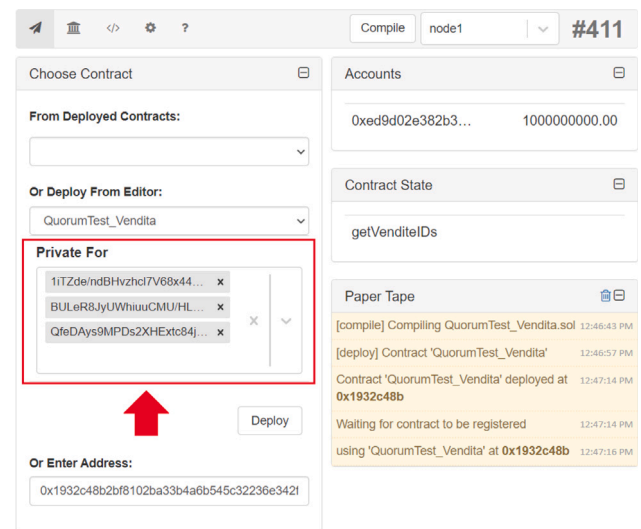 </> ? Compile node1 #411
Choose Contract
From Deployed Contracts:
Or Deploy From Editor:
QuorumTest_Vendita
Private For
1iTZde/ndBHvzhcl7V68x44... x
BULeR8JyUWhiuuCMU/HL... x
QfeDAys9MPDs2XHExtc84j... x
Deploy
Or Enter Address:
0x1932c48b2bf8102ba33b4a6b545c32236e342f
Accounts
0xed9d02e382b3... 1000000000.00
Contract State
getVenditeIDs
Paper Tape
[compile] Compiling QuorumTest_Vendita.sol 12:46:43 PM
[deploy] Contract 'QuorumTest_Vendita' 12:46:57 PM
Contract 'QuorumTest_Vendita' deployed at 12:47:14 PM
0x1932c48b
Waiting for contract to be registered 12:47:14 PM
using 'QuorumTest_Vendita' at 0x1932c48b 12:47:16 PM